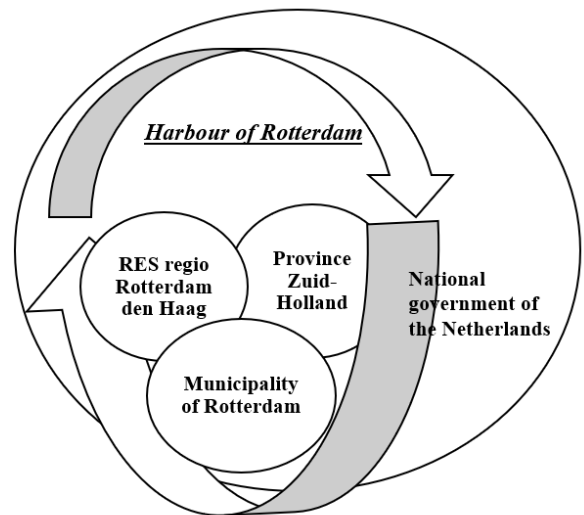 Harbour of Rotterdam
RES regio
Rotterdam
den Haag
Province
Zuid-
Holland
National
government of
the Netherlands
Municipality
of Rotterdam